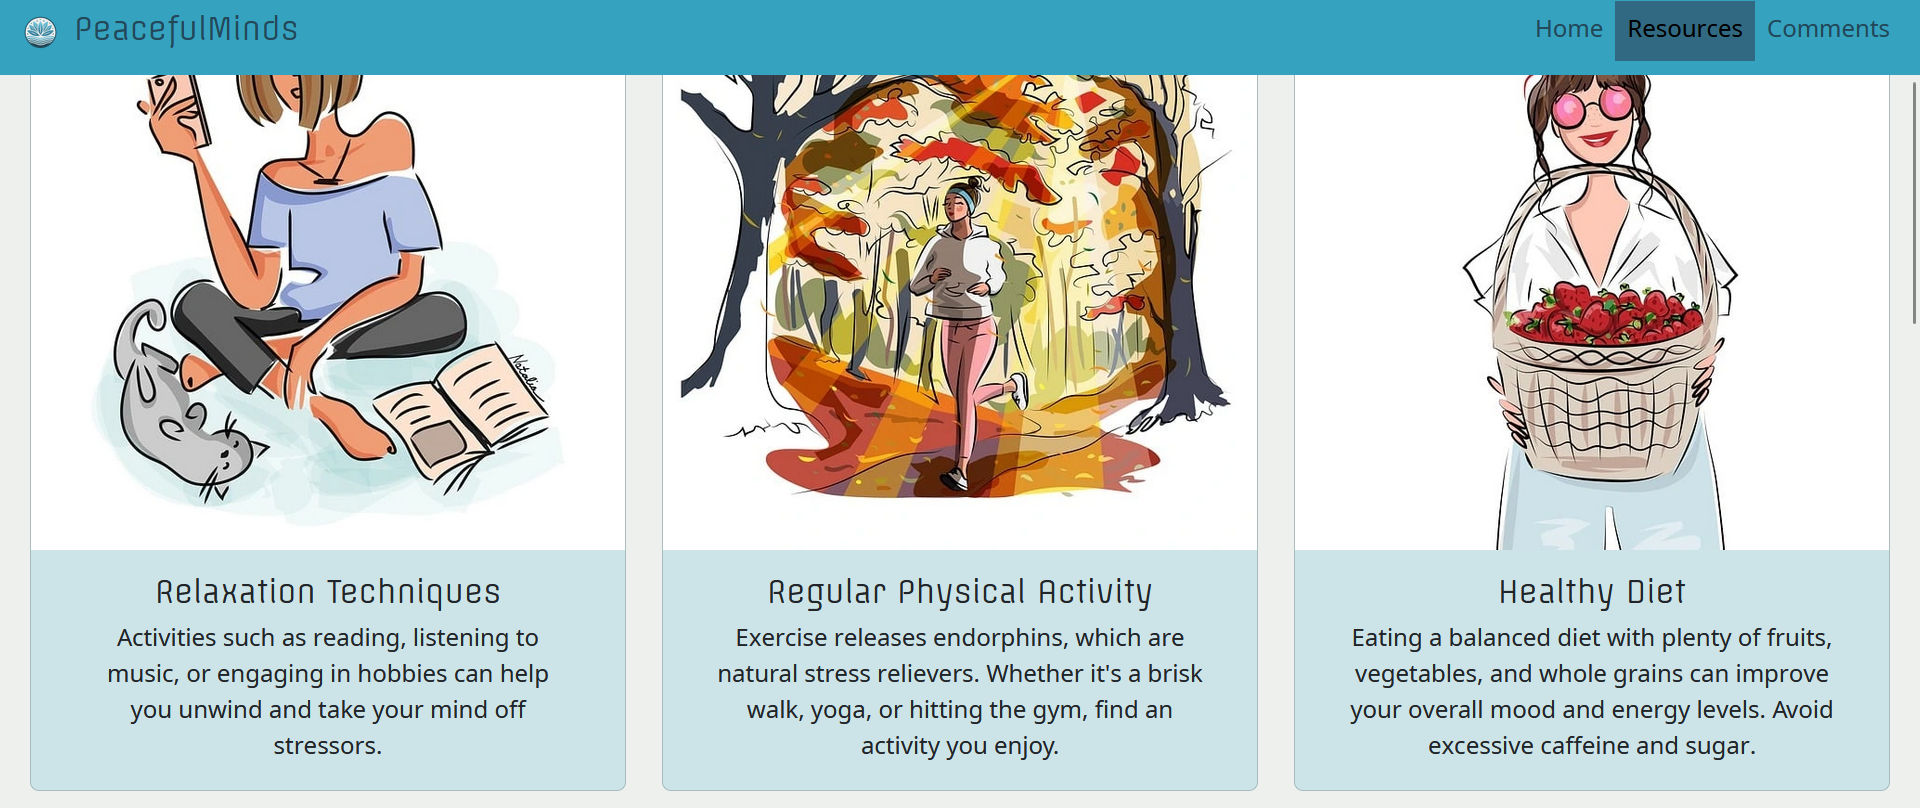 PeacefulMinds
Home Resources Comments
Natalia
Relaxation Techniques
Activities such as reading, listening to
music, or engaging in hobbies can help
you unwind and take your mind off
stressors.
Regular Physical Activity
Exercise releases endorphins, which are
natural stress relievers. Whether it's a brisk
walk, yoga, or hitting the gym, find an
activity you enjoy.
Healthy Diet
Eating a balanced diet with plenty of fruits,
vegetables, and whole grains can improve
your overall mood and energy levels. Avoid
excessive caffeine and sugar.